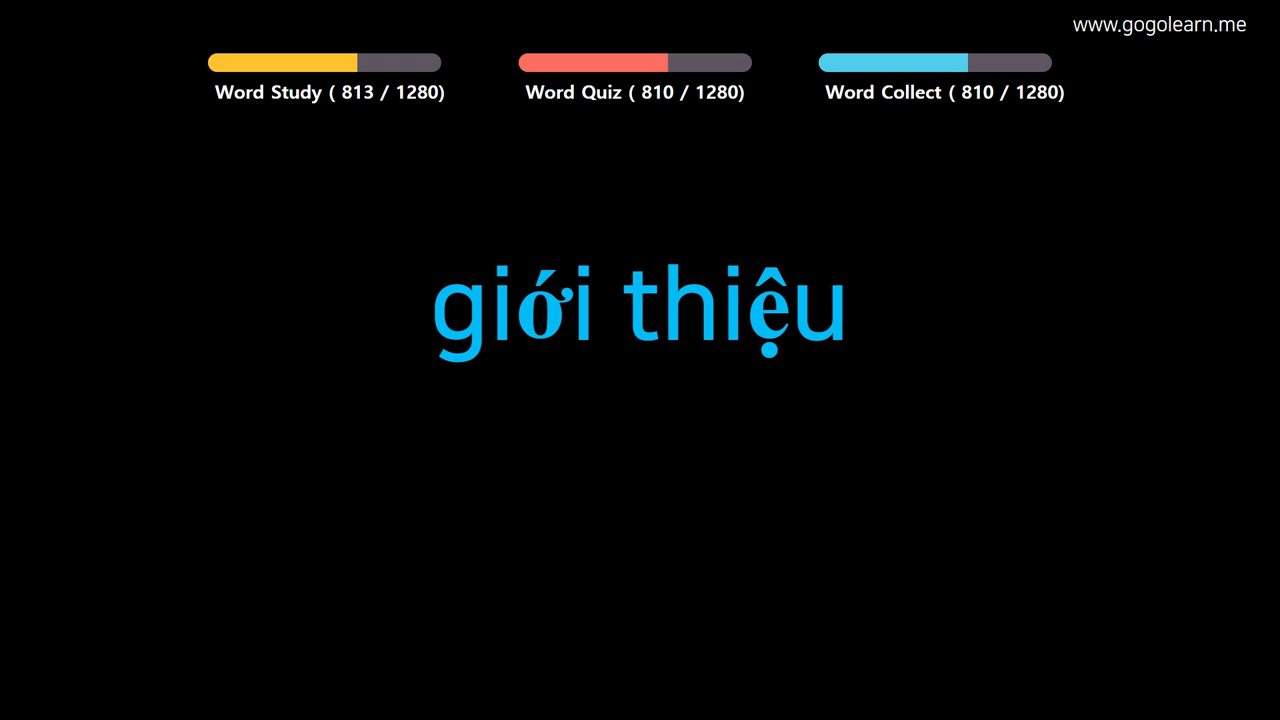 www.gogolearn.me
Word Study ( 813 / 1280)
Word Quiz ( 810 / 1280)
Word Collect ( 810 / 1280)
giới thiệu